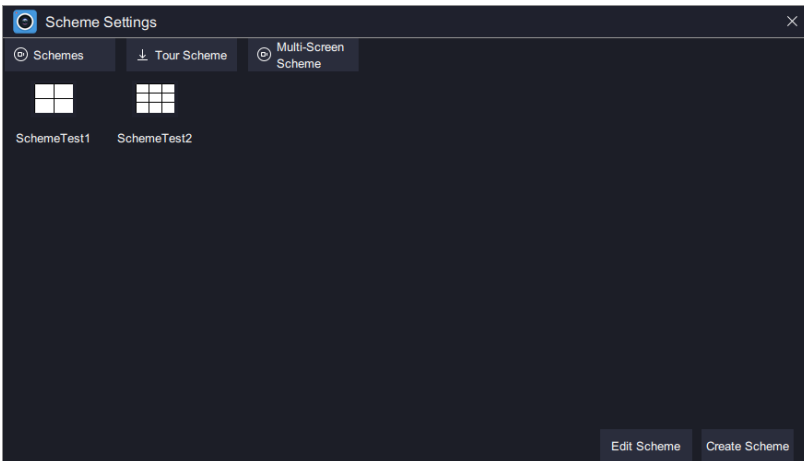 Scheme Settings
Schemes
Tour Scheme
Multi-Screen
Scheme
SchemeTest1
SchemeTest2
Edit Scheme
Create Scheme